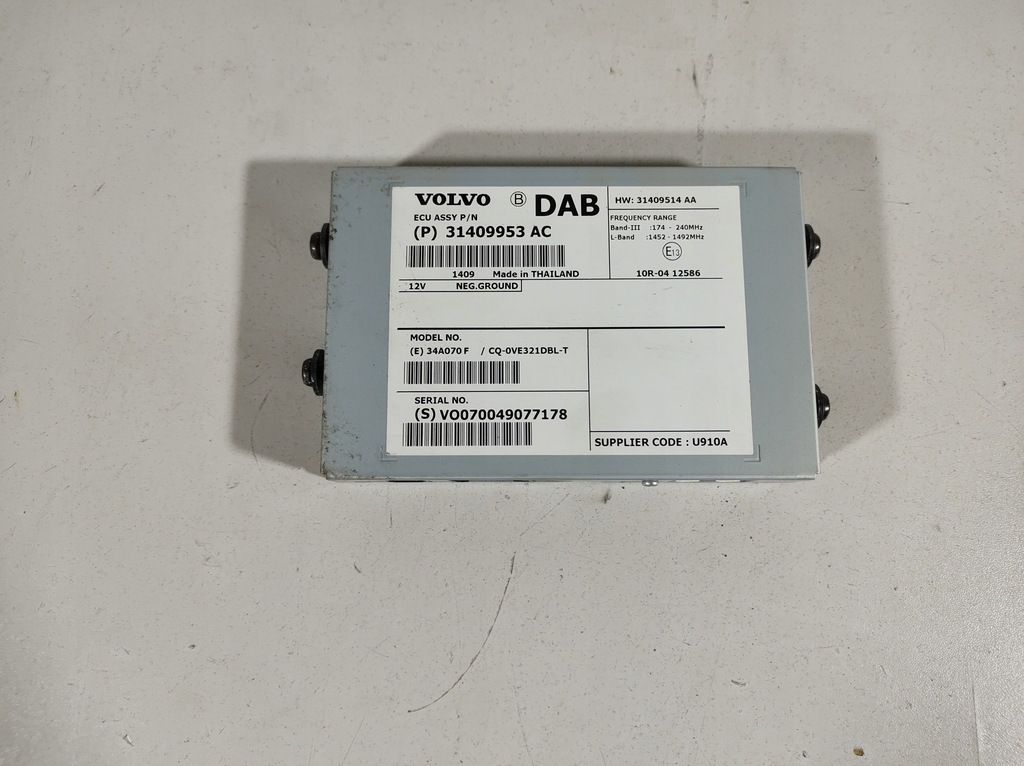 VOLVO Ⓑ DAB
ECU ASSY P/N
(P) 31409953 AC
1409 Made in THAILAND
12V NEG.GROUND
HW: 31409514 AA
FREQUENCY RANGE
Band-III :174 - 240MHz
L-Band :1452 - 1492MHz
E13
10R-04 12586
MODEL NO.
(E) 34A070 F / CQ-0VE321DBL-T
SERIAL NO.
(S) VO070049077178
SUPPLIER CODE : U910A